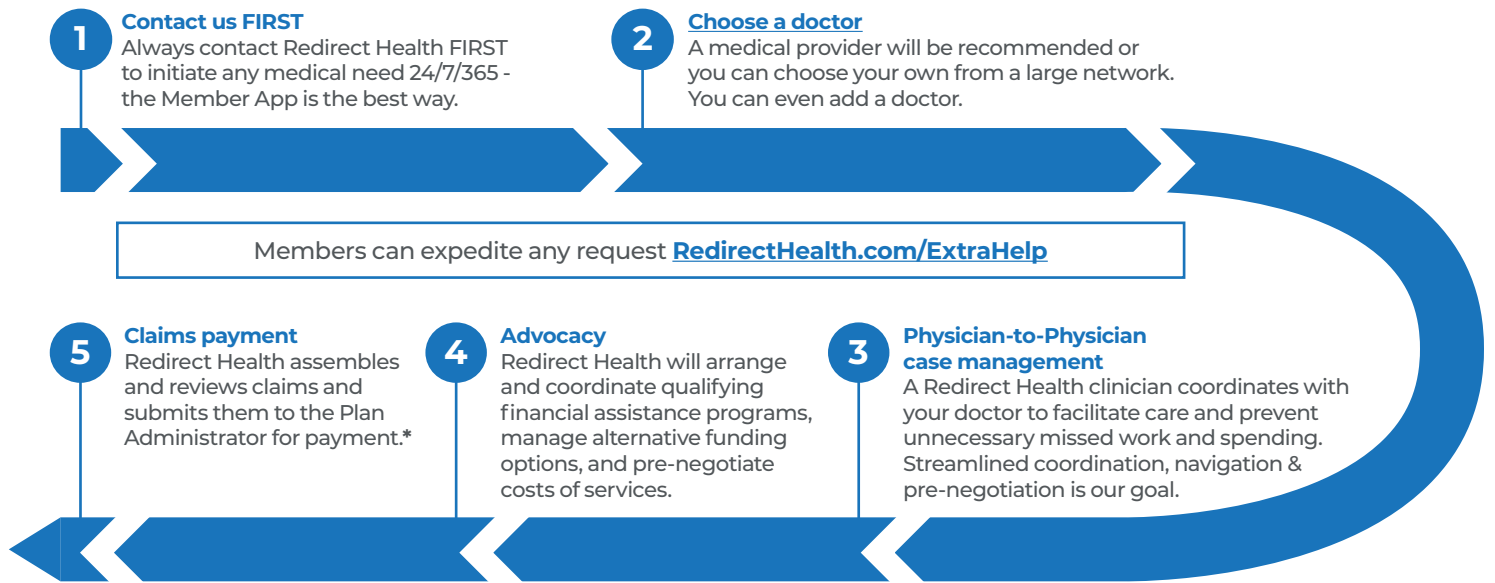 1
Contact us FIRST
Always contact Redirect Health FIRST
to initiate any medical need 24/7/365 -
the Member App is the best way.
2
Choose a doctor
A medical provider will be recommended or
you can choose your own from a large network.
You can even add a doctor.
Members can expedite any request RedirectHealth.com/ExtraHelp
3
Physician-to-Physician
case management
A Redirect Health clinician coordinates with
your doctor to facilitate care and prevent
unnecessary missed work and spending.
Streamlined coordination, navigation &
pre-negotiation is our goal.
4
Advocacy
Redirect Health will arrange
and coordinate qualifying
financial assistance programs,
manage alternative funding
options, and pre-negotiate
costs of services.
5
Claims payment
Redirect Health assembles
and reviews claims and
submits them to the Plan
Administrator for payment.*